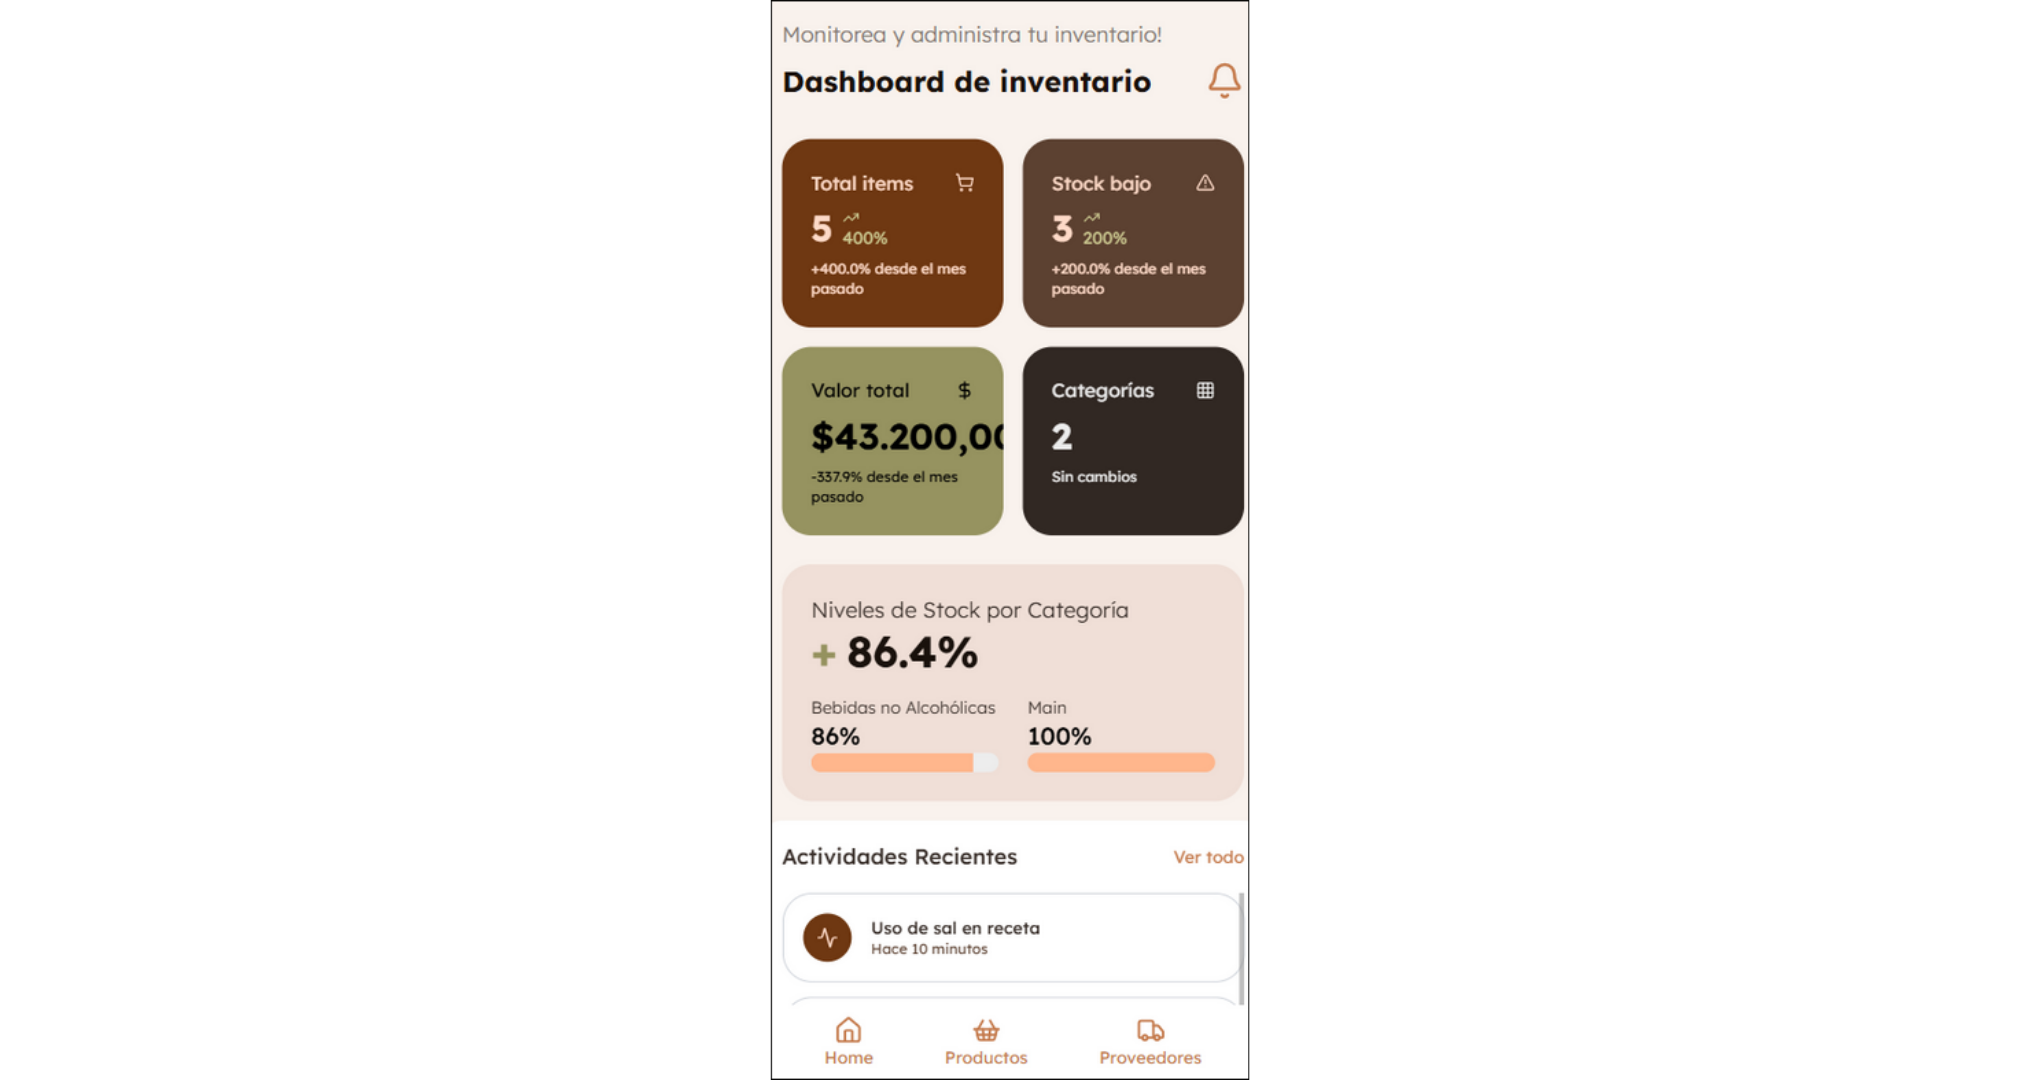 Monitorea y administra tu inventario!
Dashboard de inventario
Total items
5 400%
+400.0% desde el mes
pasado
Stock bajo
3 200%
+200.0% desde el mes
pasado
Valor total $
$43.200,00
-337.9% desde el mes
pasado
Categorías
2
Sin cambios
Niveles de Stock por Categoría
+ 86.4%
Bebidas no Alcohólicas
86%
Main
100%
Actividades Recientes
Ver todo
Uso de sal en receta
Hace 10 minutos
Home
Productos
Proveedores